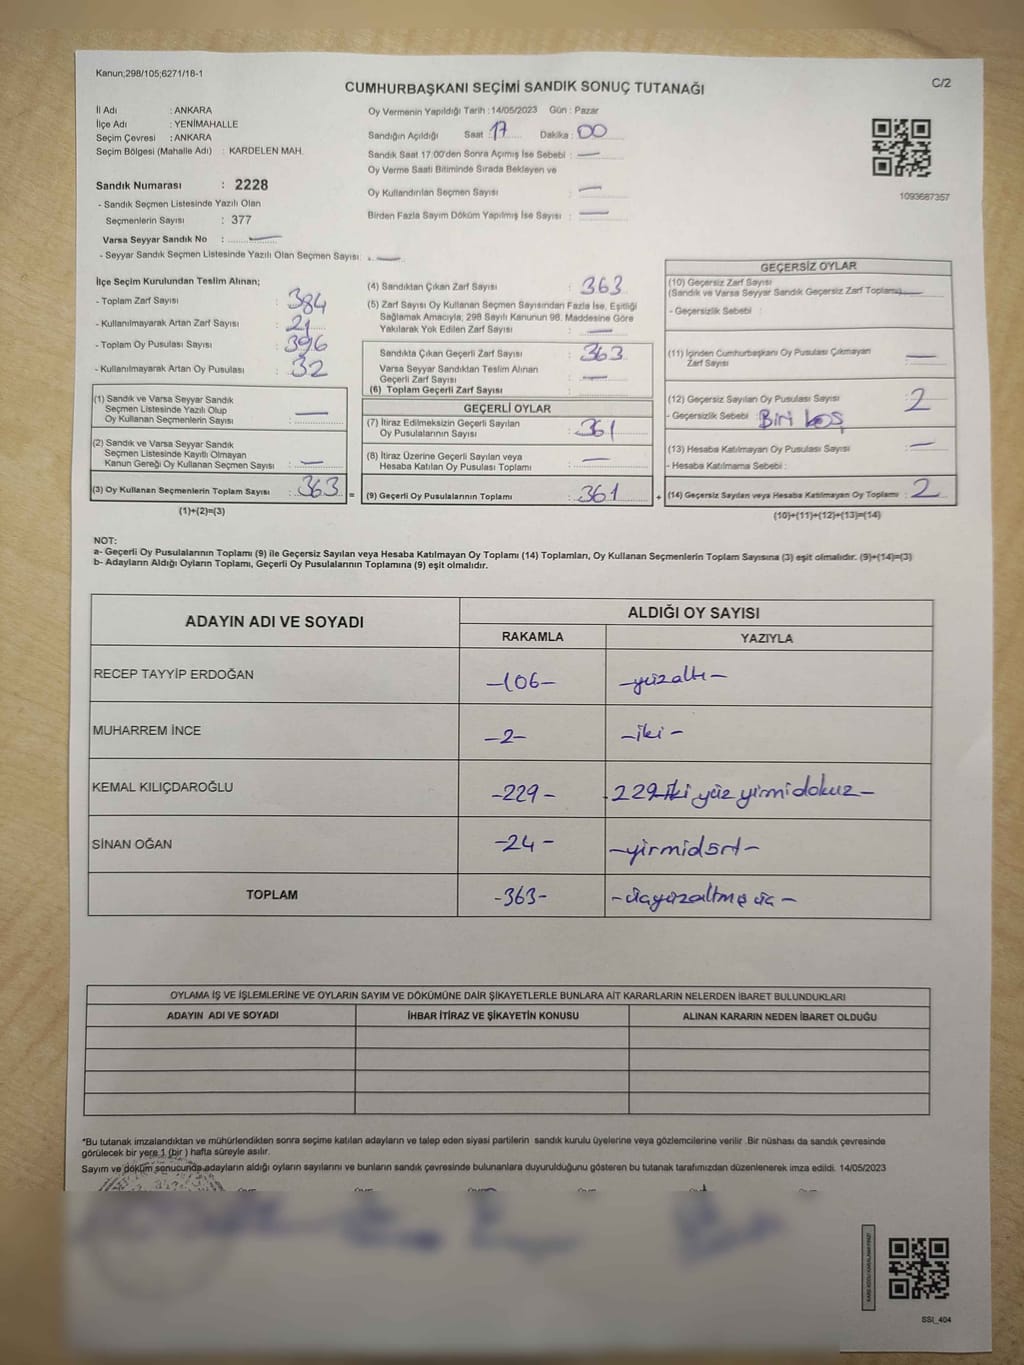 Kanun;298/105;6271/18-1
C/2
CUMHURBAŞKANI SEÇİMİ SANDIK SONUÇ TUTANAĞI
İl Adı : ANKARA
İlçe Adı : YENİMAHALLE
Seçim Çevresi : ANKARA
Seçim Bölgesi (Mahalle Adı) : KARDELEN MAH.
Sandık Numarası : 2228
- Sandık Seçmen Listesinde Yazılı Olan
Seçmenlerin Sayısı : 377
Varsa Seyyar Sandık No : —
- Seyyar Sandık Seçmen Listesinde Yazılı Olan Seçmen Sayısı: —
Oy Vermenin Yapıldığı Tarih : 14/05/2023 Gün : Pazar
Sandığın Açıldığı Saat : 17 Dakika : 00
Sandık Saat 17:00'den Sonra Açımış İse Sebebi : —
Oy Verme Saati Bitiminde Sırada Bekleyen ve
Oy Kullandırılan Seçmen Sayısı : —
Birden Fazla Sayım Döküm Yapılmış İse Sayısı : —
1093687357
İlçe Seçim Kurulundan Teslim Alınan;
- Toplam Zarf Sayısı : 384
- Kullanılmayarak Artan Zarf Sayısı : 21
- Toplam Oy Pusulası Sayısı : 396
- Kullanılmayarak Artan Oy Pusulası : 32
(1) Sandık ve Varsa Seyyar Sandık
Seçmen Listesinde Yazılı Olup
Oy Kullanan Seçmenlerin Sayısı : —
(2) Sandık ve Varsa Seyyar Sandık
Seçmen Listesinde Kayıtlı Olmayan
Kanun Gereği Oy Kullanan Seçmen Sayısı : —
(3) Oy Kullanan Seçmenlerin Toplam Sayısı : 363 =
(1)+(2)=(3)
(4) Sandıktan Çıkan Zarf Sayısı : 363
(5) Zarf Sayısı Oy Kullanan Seçmen Sayısından Fazla İse, Eşitliği
Sağlamak Amacıyla; 298 Sayılı Kanunun 98. Maddesine Göre
Yakılarak Yok Edilen Zarf Sayısı : —
Sandıkta Çıkan Geçerli Zarf Sayısı : 363
Varsa Seyyar Sandıktan Teslim Alınan
Geçerli Zarf Sayısı : —
(6) Toplam Geçerli Zarf Sayısı :
GEÇERLİ OYLAR
(7) İtiraz Edilmeksizin Geçerli Sayılan
Oy Pusulalarının Sayısı : 361
(8) İtiraz Üzerine Geçerli Sayılan veya
Hesaba Katılan Oy Pusulası Toplamı : —
(9) Geçerli Oy Pusulalarının Toplamı : 361 +
GEÇERSİZ OYLAR
(10) Geçersiz Zarf Sayısı
(Sandık ve Varsa Seyyar Sandık Geçersiz Zarf Toplamı) —
- Geçersizlik Sebebi :
(11) İçinden Cumhurbaşkanı Oy Pusulası Çıkmayan
Zarf Sayısı : —
(12) Geçersiz Sayılan Oy Pusulası Sayısı : 2
- Geçersizlik Sebebi : Biri boş
(13) Hesaba Katılmayan Oy Pusulası Sayısı : —
- Hesaba Katılmama Sebebi :
(14) Geçersiz Sayılan veya Hesaba Katılmayan Oy Toplamı : 2
(10)+(11)+(12)+(13)=(14)
NOT:
a- Geçerli Oy Pusulalarının Toplamı (9) ile Geçersiz Sayılan veya Hesaba Katılmayan Oy Toplamı (14) Toplamları, Oy Kullanan Seçmenlerin Toplam Sayısına (3) eşit olmalıdır. (9)+(14)=(3)
b- Adayların Aldığı Oyların Toplamı, Geçerli Oy Pusulalarının Toplamına (9) eşit olmalıdır.
ADAYIN ADI VE SOYADI ALDIĞI OY SAYISI
RAKAMLA YAZIYLA
RECEP TAYYİP ERDOĞAN -106- -yüzaltı-
MUHARREM İNCE -2- -iki-
KEMAL KILIÇDAROĞLU -229- -229-iki yüz yirmidokuz-
SİNAN OĞAN -24- -yirmidört-
TOPLAM -363- -üçyüzaltmış üç-
OYLAMA İŞ VE İŞLEMLERİNE VE OYLARIN SAYIM VE DÖKÜMÜNE DAİR ŞİKAYETLERLE BUNLARA AİT KARARLARIN NELERDEN İBARET BULUNDUKLARI
ADAYIN ADI VE SOYADI İHBAR İTİRAZ VE ŞİKAYETİN KONUSU ALINAN KARARIN NEDEN İBARET OLDUĞU
*Bu tutanak imzalandıktan ve mühürlendikten sonra seçime katılan adayların ve talep eden siyasi partilerin sandık kurulu üyelerine veya gözlemcilerine verilir .Bir nüshası da sandık çevresinde
görülecek bir yere 1 (bir ) hafta süreyle asılır.
Sayım ve döküm sonucunda adayların aldığı oyların sayılarını ve bunların sandık çevresinde bulunanlara duyurulduğunu gösteren bu tutanak tarafımızdan düzenlenerek imza edildi. 14/05/2023
SSI_404